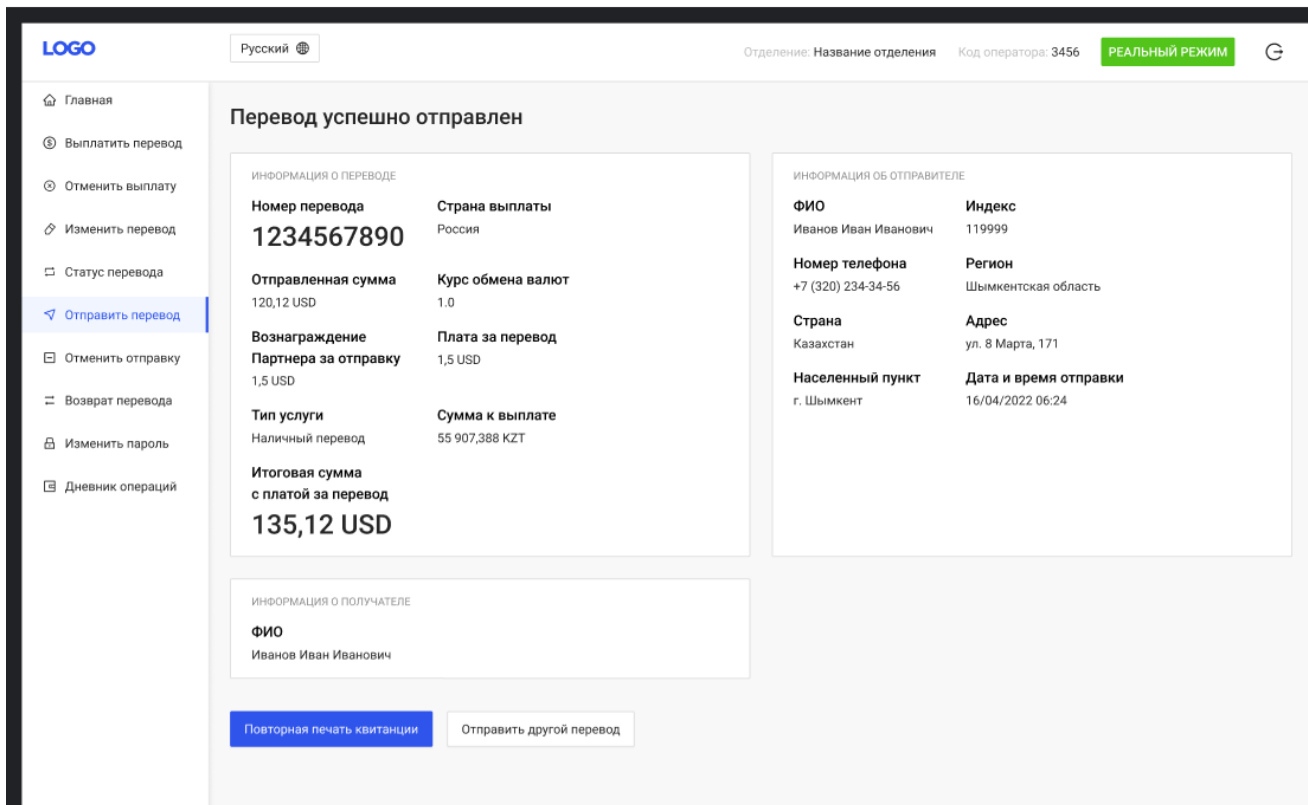 LOGO
Русский
Отделение: Название отделения
Код оператора: 3456
РЕАЛЬНЫЙ РЕЖИМ
Главная
Выплатить перевод
Отменить выплату
Изменить перевод
Статус перевода
Отправить перевод
Отменить отправку
Возврат перевода
Изменить пароль
Дневник операций
Перевод успешно отправлен
ИНФОРМАЦИЯ О ПЕРЕВОДЕ
Номер перевода
1234567890
Страна выплаты
Россия
Отправленная сумма
120,12 USD
Курс обмена валют
1.0
Вознаграждение
Партнера за отправку
1,5 USD
Плата за перевод
1,5 USD
Тип услуги
Наличный перевод
Сумма к выплате
55 907,388 KZT
Итоговая сумма
с платой за перевод
135,12 USD
ИНФОРМАЦИЯ ОБ ОТПРАВИТЕЛЕ
ФИО
Иванов Иван Иванович
Индекс
119999
Номер телефона
+7 (320) 234-34-56
Регион
Шымкентская область
Страна
Казахстан
Адрес
ул. 8 Марта, 171
Населенный пункт
г. Шымкент
Дата и время отправки
16/04/2022 06:24
ИНФОРМАЦИЯ О ПОЛУЧАТЕЛЕ
ФИО
Иванов Иван Иванович
Повторная печать квитанции
Отправить другой перевод